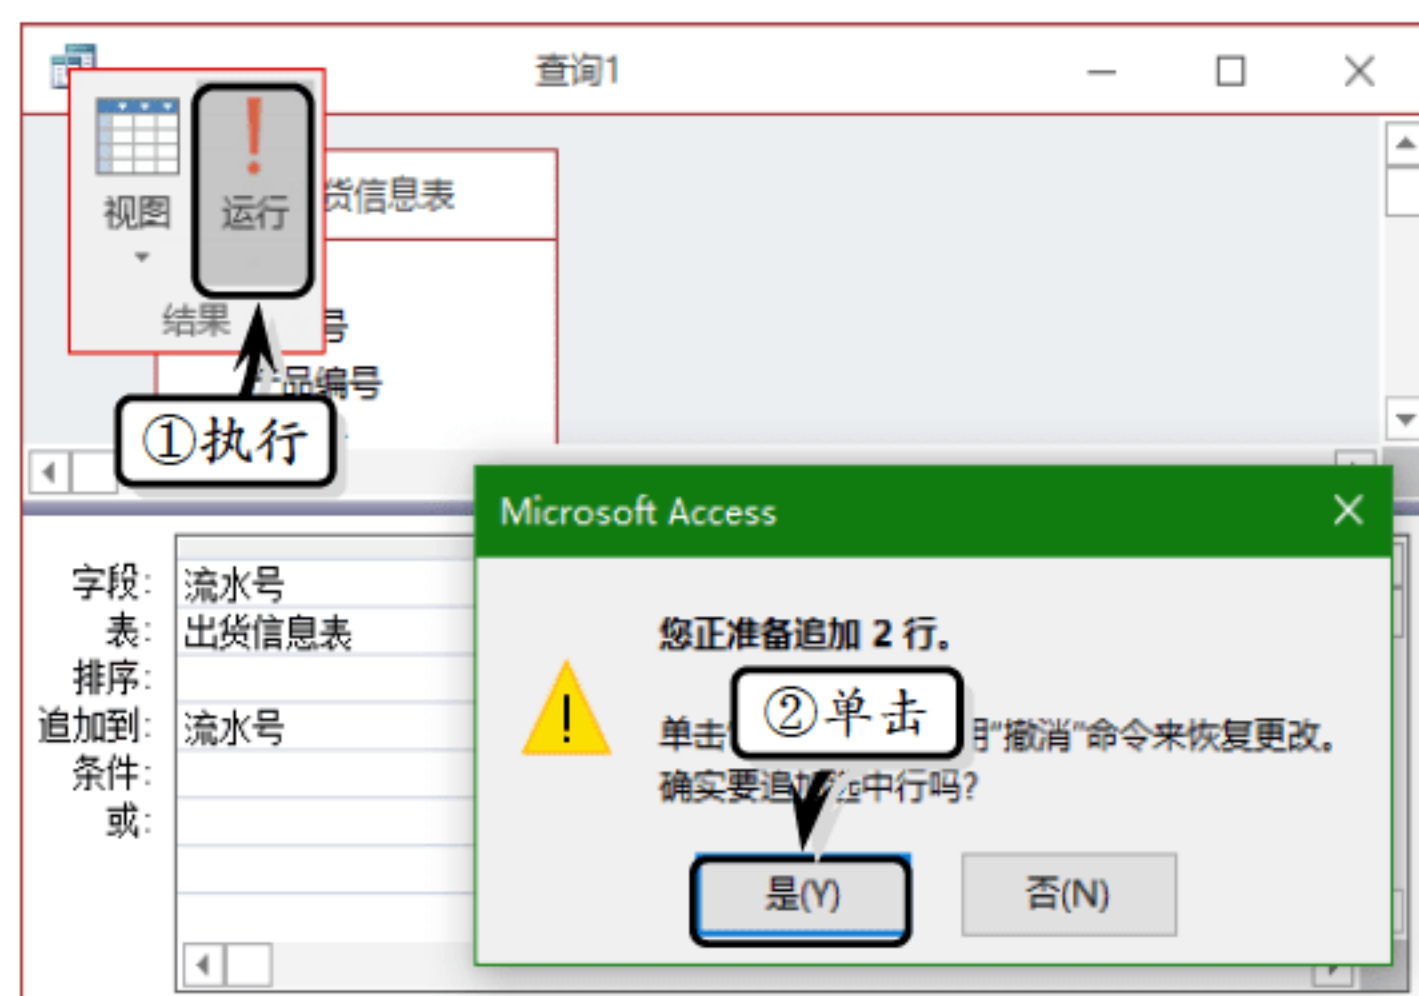 查询1
视图
运行
结果
货信息表
号
品编号
①执行
Microsoft Access
字段:
流水号
表:
出货信息表
排序:
追加到:
流水号
条件:
或:
您正准备追加 2 行。
②单击
单击
用“撤消”命令来恢复更改。
确实要追加选中行吗?
是(Y)
否(N)